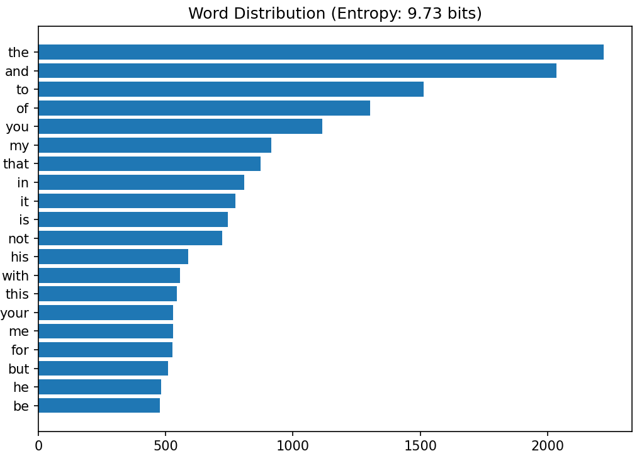 Word Distribution (Entropy: 9.73 bits)
the
and
to
of
you
my
that
in
it
is
not
his
with
this
your
me
for
but
he
be
0 500 1000 1500 2000